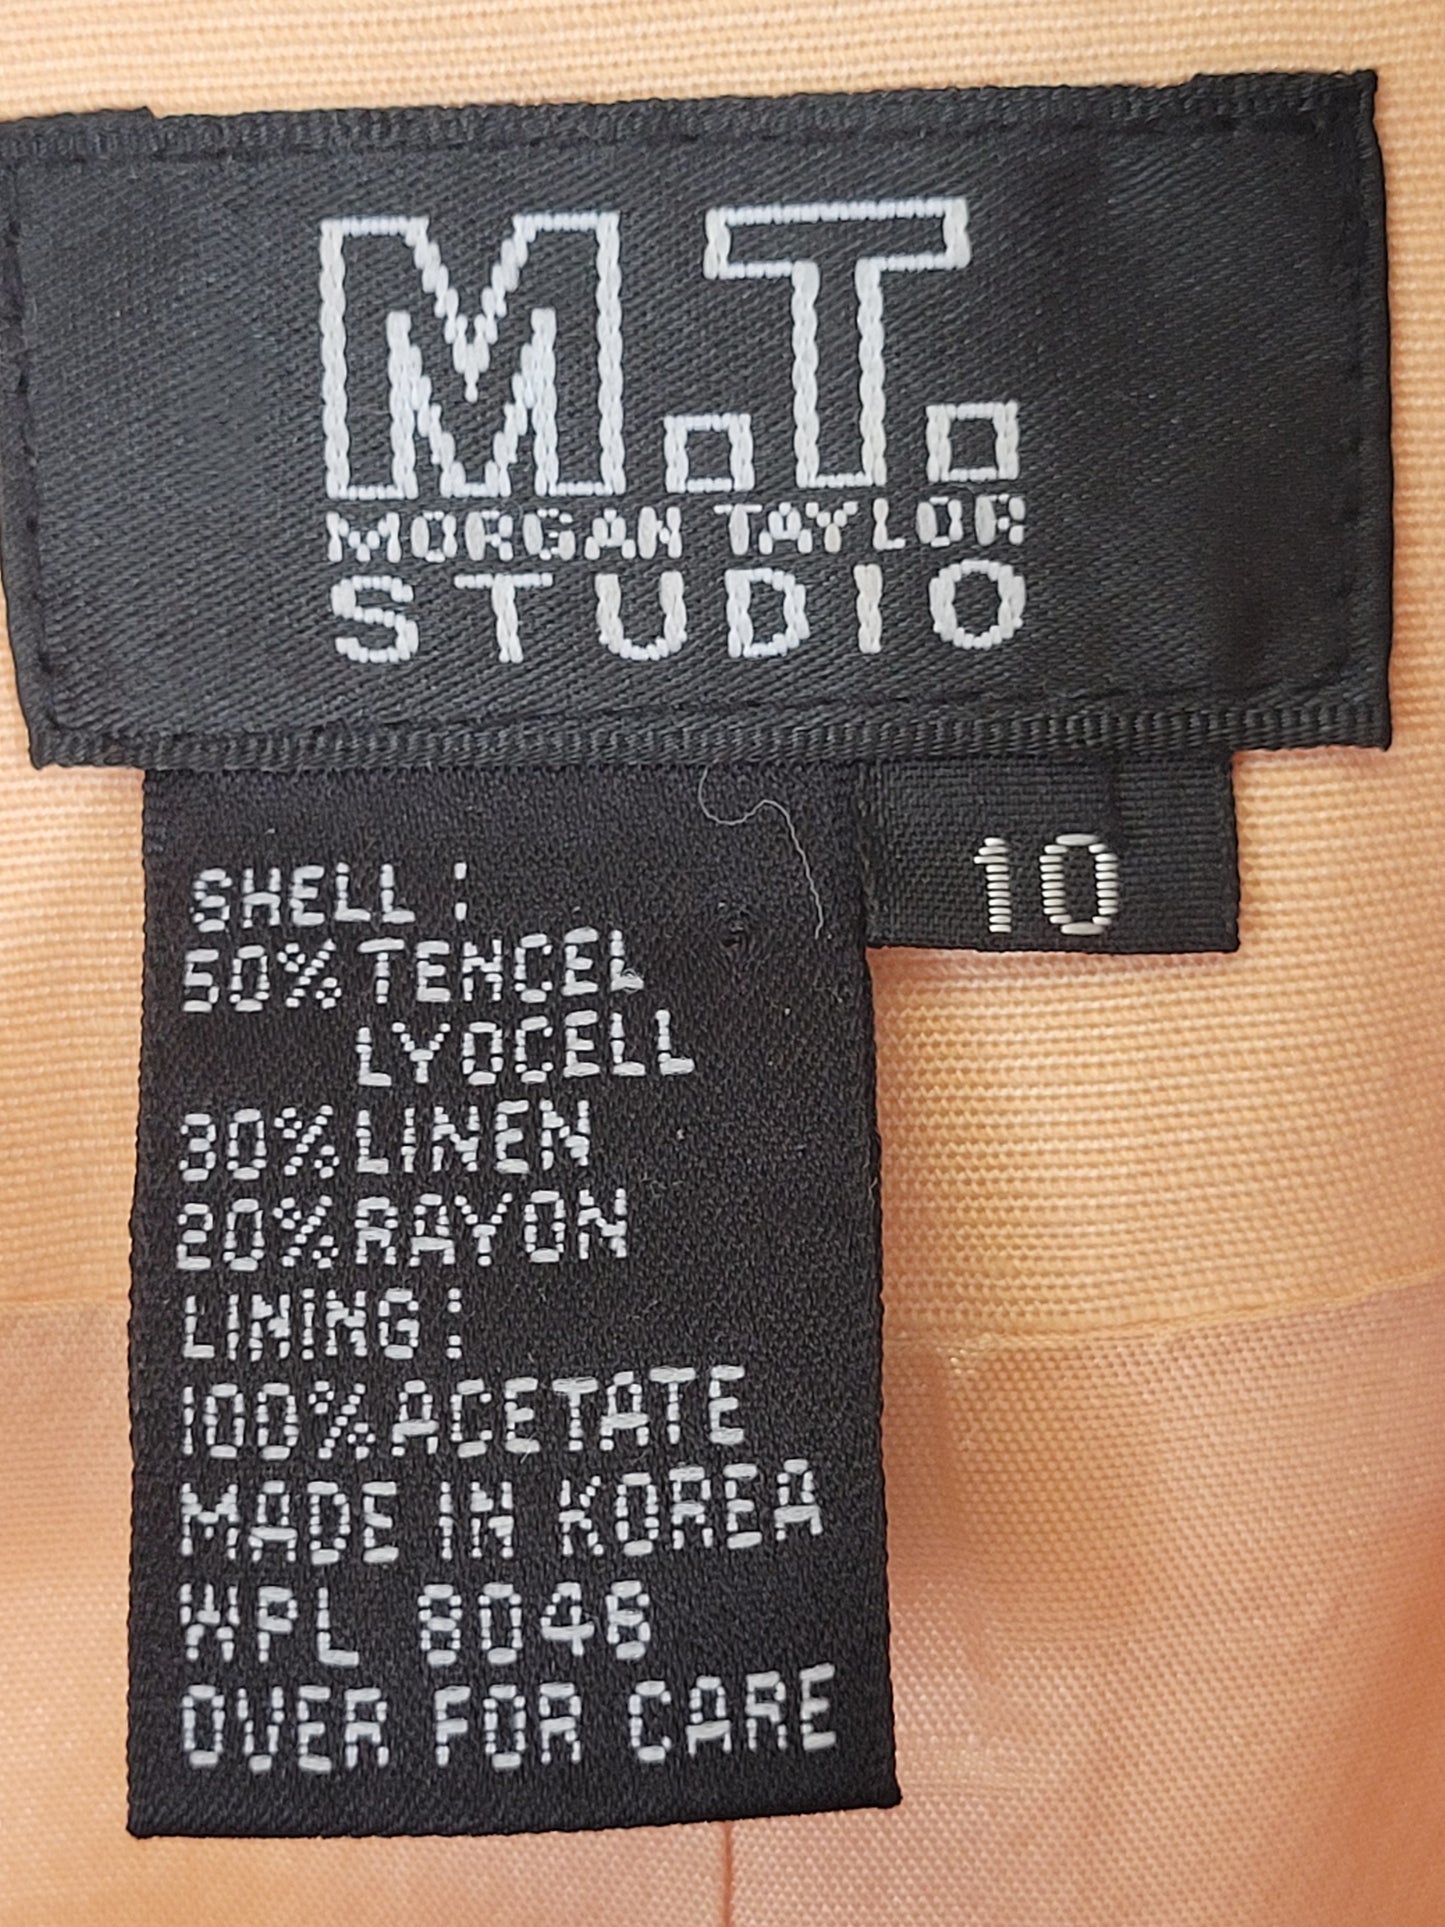 M.T.
MORGAN TAYLOR
STUDIO
10
SHELL :
50% TENCEL
LYOCELL
30% LINEN
20% RAYON
LINING :
100% ACETATE
MADE IN KOREA
WPL 8046
OVER FOR CARE